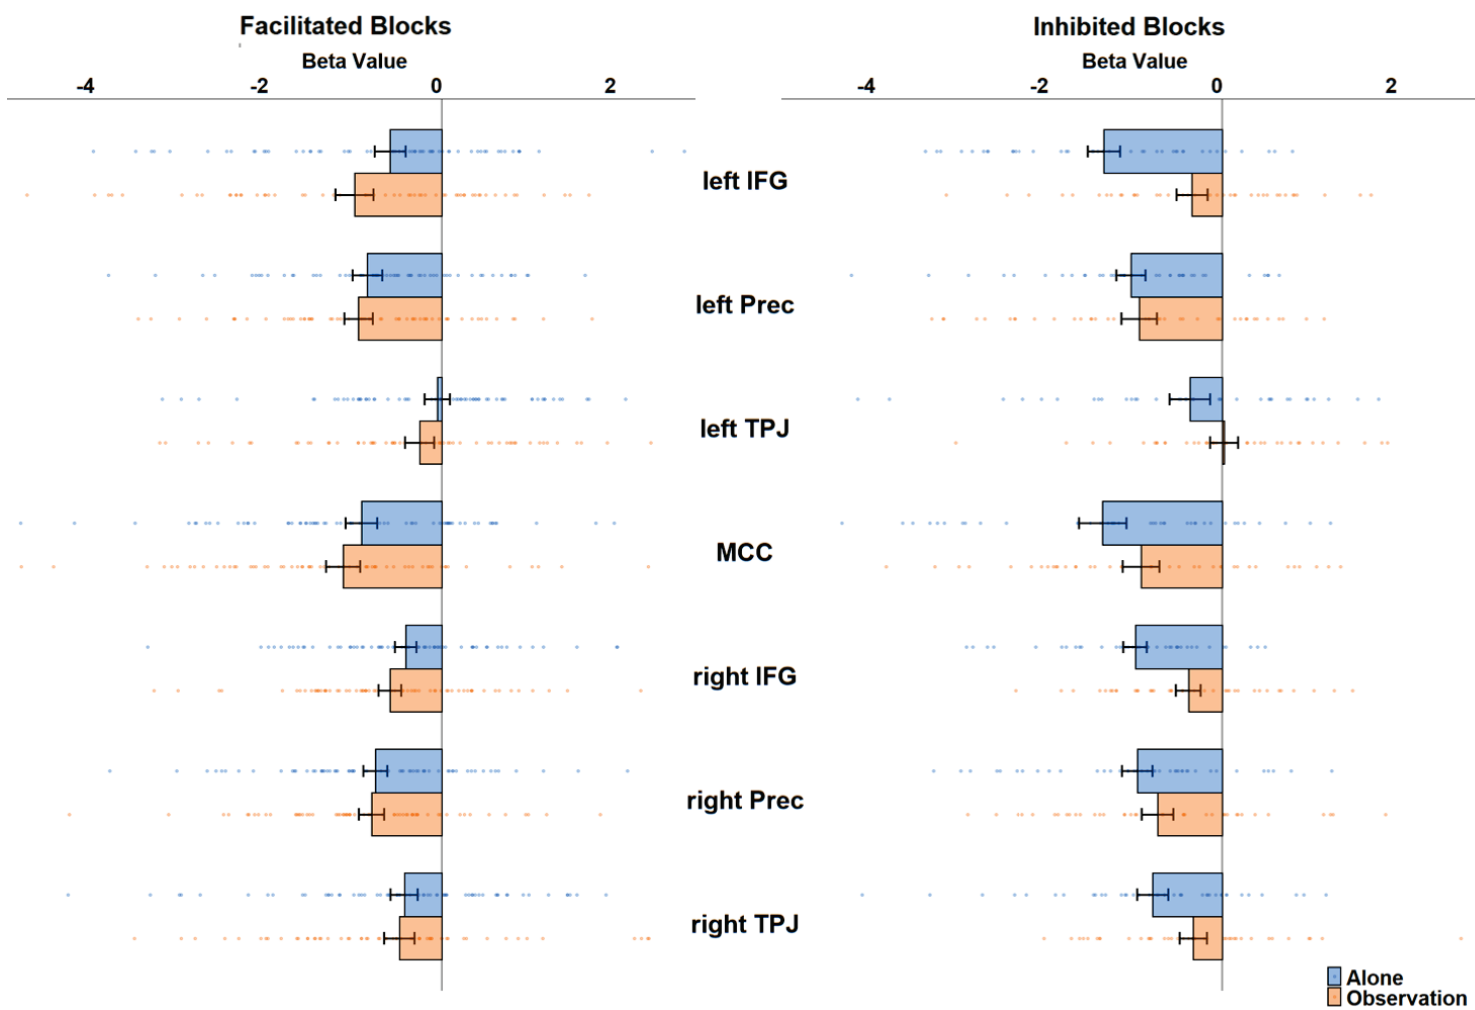 Facilitated Blocks
Inhibited Blocks
Beta Value
Beta Value
-4 -2 0 2
-4 -2 0 2
left IFG
left Prec
left TPJ
MCC
right IFG
right Prec
right TPJ
Alone
Observation